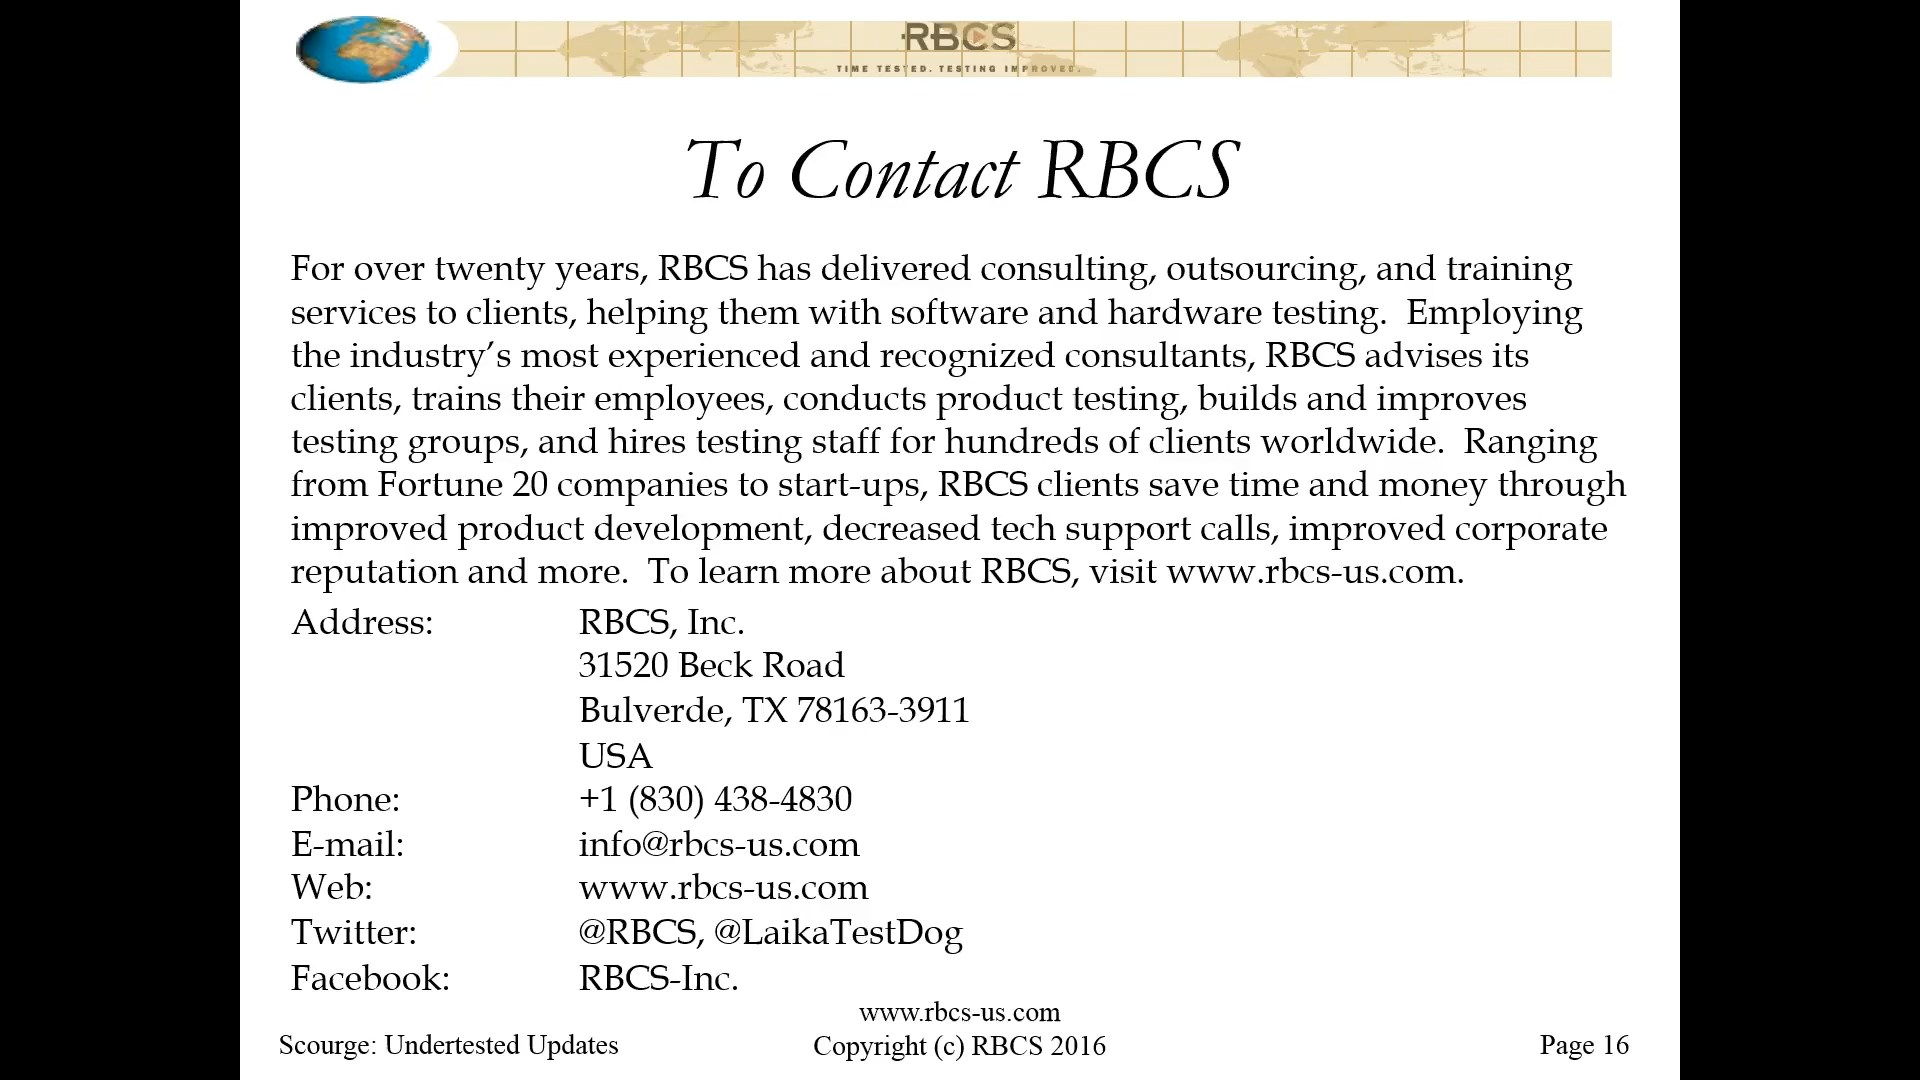 RBCS
TIME TESTED. TESTING IMPROVED.
To Contact RBCS
For over twenty years, RBCS has delivered consulting, outsourcing, and training
services to clients, helping them with software and hardware testing.  Employing
the industry’s most experienced and recognized consultants, RBCS advises its
clients, trains their employees, conducts product testing, builds and improves
testing groups, and hires testing staff for hundreds of clients worldwide.  Ranging
from Fortune 20 companies to start-ups, RBCS clients save time and money through
improved product development, decreased tech support calls, improved corporate
reputation and more.  To learn more about RBCS, visit www.rbcs-us.com.
Address: RBCS, Inc.
31520 Beck Road
Bulverde, TX 78163-3911
USA
Phone: +1 (830) 438-4830
E-mail: info@rbcs-us.com
Web: www.rbcs-us.com
Twitter: @RBCS, @LaikaTestDog
Facebook: RBCS-Inc.
www.rbcs-us.com
Scourge: Undertested Updates Copyright (c) RBCS 2016 Page 16